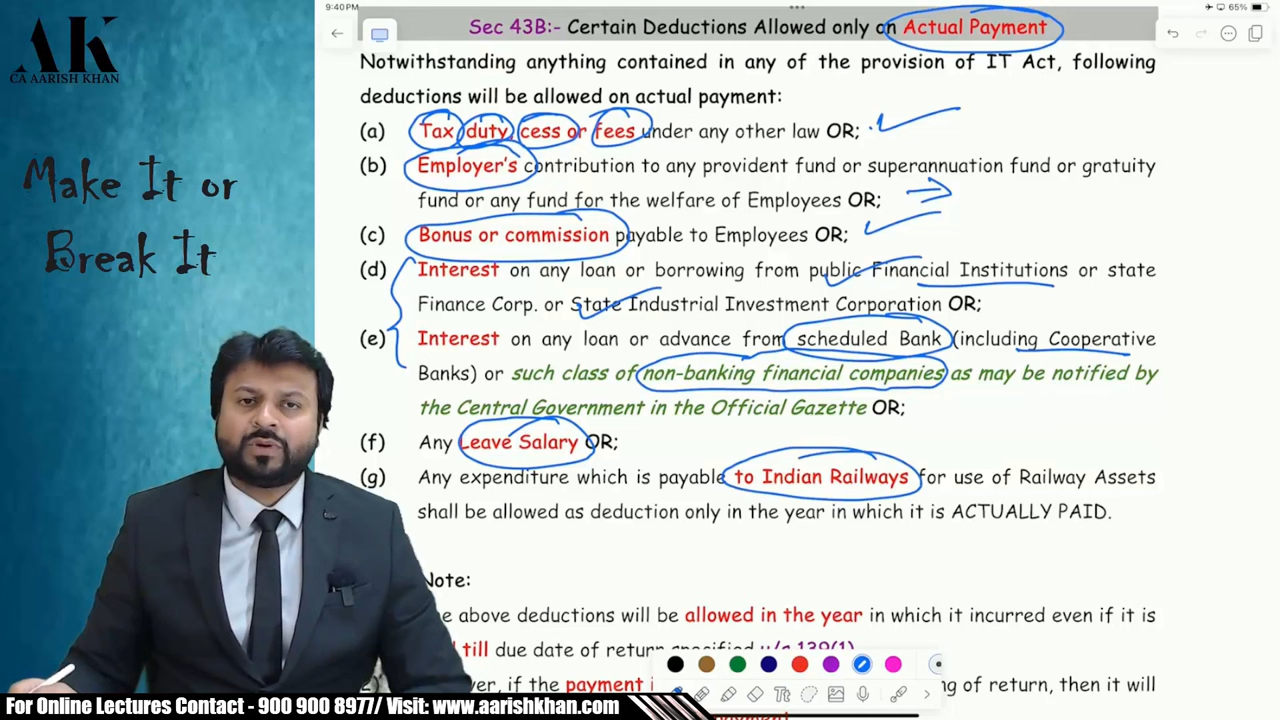 9:40 PM
65%
AK
CA AARISH KHAN
Make It or
Break It
Sec 43B:- Certain Deductions Allowed only on Actual Payment
Notwithstanding anything contained in any of the provision of IT Act, following
deductions will be allowed on actual payment:
(a) Tax duty, cess or fees under any other law OR;
(b) Employer's contribution to any provident fund or superannuation fund or gratuity
fund or any fund for the welfare of Employees OR;
(c) Bonus or commission payable to Employees OR;
(d) Interest on any loan or borrowing from public Financial Institutions or state
Finance Corp. or State Industrial Investment Corporation OR;
(e) Interest on any loan or advance from scheduled Bank (including Cooperative
Banks) or such class of non-banking financial companies as may be notified by
the Central Government in the Official Gazette OR;
(f) Any Leave Salary OR;
(g) Any expenditure which is payable to Indian Railways for use of Railway Assets
shall be allowed as deduction only in the year in which it is ACTUALLY PAID.
Note:
above deductions will be allowed in the year in which it incurred even if it is
till due date of return specified u/s 139(1)
if the payment
of return, then it will
For Online Lectures Contact - 900 900 8977/ Visit: www.aarishkhan.com